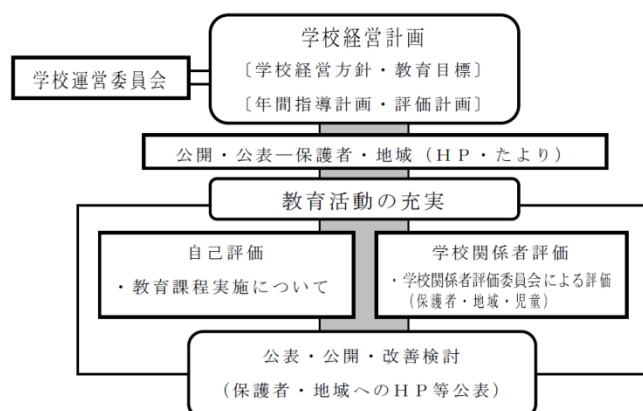 学校経営計画
学校運営委員会
〔学校経営方針・教育目標〕
〔年間指導計画・評価計画〕
公開・公表―保護者・地域（ＨＰ・たより）
教育活動の充実
自己評価
・教育課程実施について
学校関係者評価
・学校関係者評価委員会による評価
（保護者・地域・児童）
公表・公開・改善検討
（保護者・地域へのＨＰ等公表）